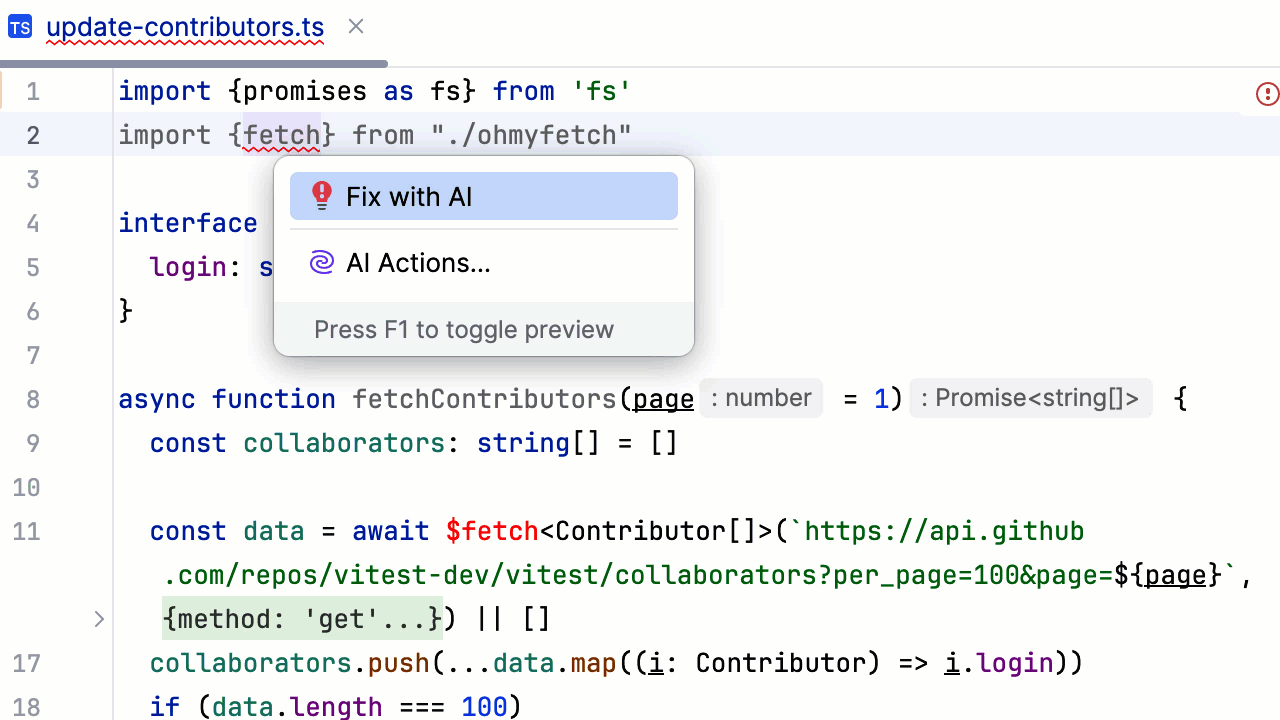 TS update-contributors.ts
1 import {promises as fs} from 'fs'
2 import {fetch} from "./ohmyfetch"
3
Fix with AI
4 interface
AI Actions...
5 login: s
6 }
Press F1 to toggle preview
7
8 async function fetchContributors(page : number = 1) : Promise<string[]> {
9 const collaborators: string[] = []
10
11 const data = await $fetch<Contributor[]>(`https://api.github
.com/repos/vitest-dev/vitest/collaborators?per_page=100&page=${page}`,
{method: 'get'...}) || []
17 collaborators.push(...data.map((i: Contributor) => i.login))
18 if (data.length === 100)